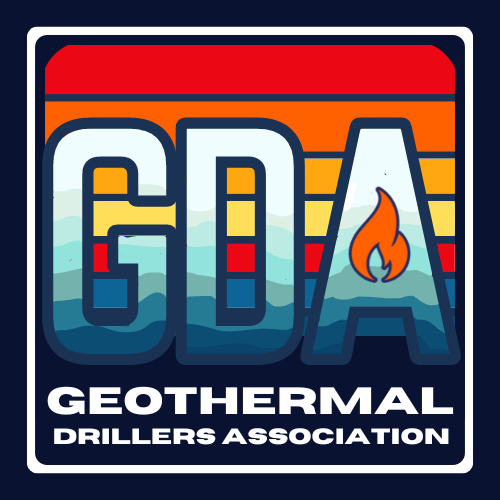 GDA
GEOTHERMAL
DRILLERS ASSOCIATION